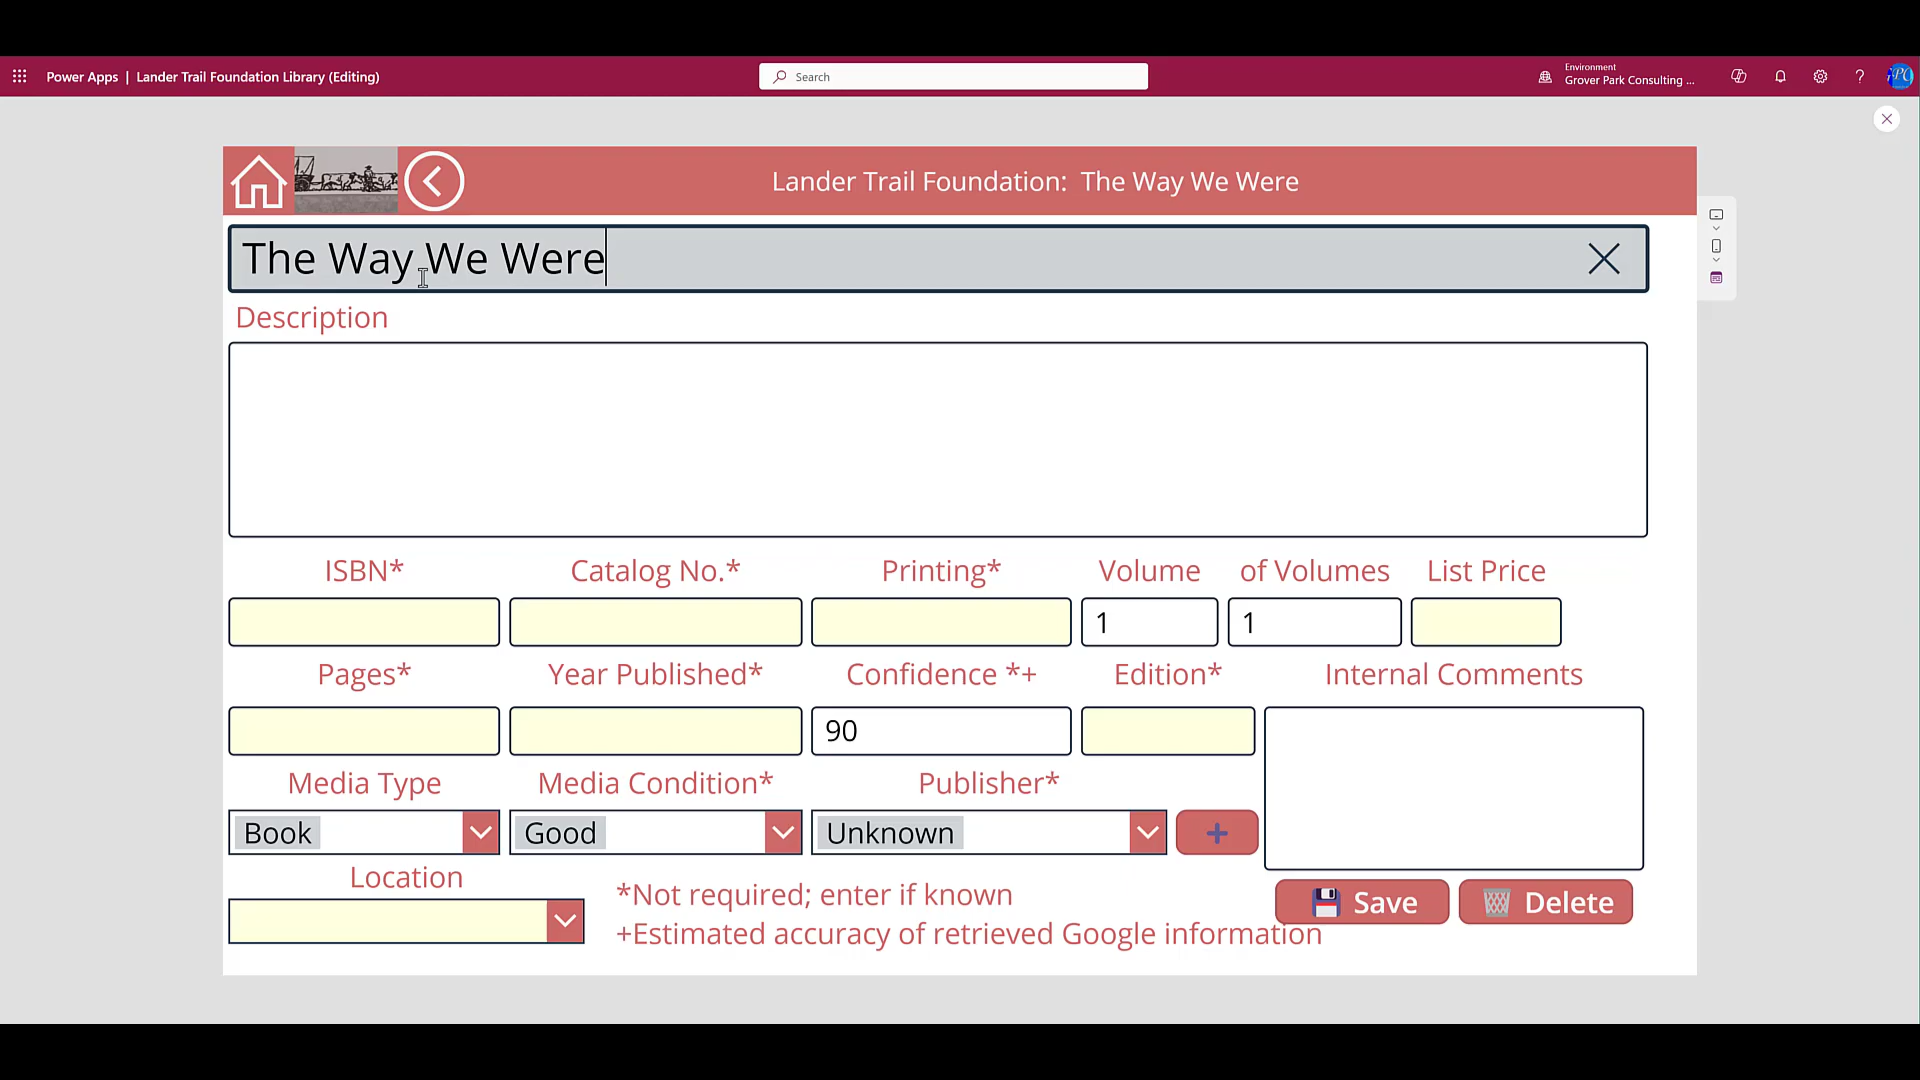 Power Apps | Lander Trail Foundation Library (Editing)
Search
Environment
Grover Park Consulting ...
Lander Trail Foundation: The Way We Were
The Way We Were
Description
ISBN* Catalog No.* Printing* Volume of Volumes List Price
1 1
Pages* Year Published* Confidence *+ Edition* Internal Comments
90
Media Type Media Condition* Publisher*
Book Good Unknown +
Location
*Not required; enter if known
Save Delete
+Estimated accuracy of retrieved Google information